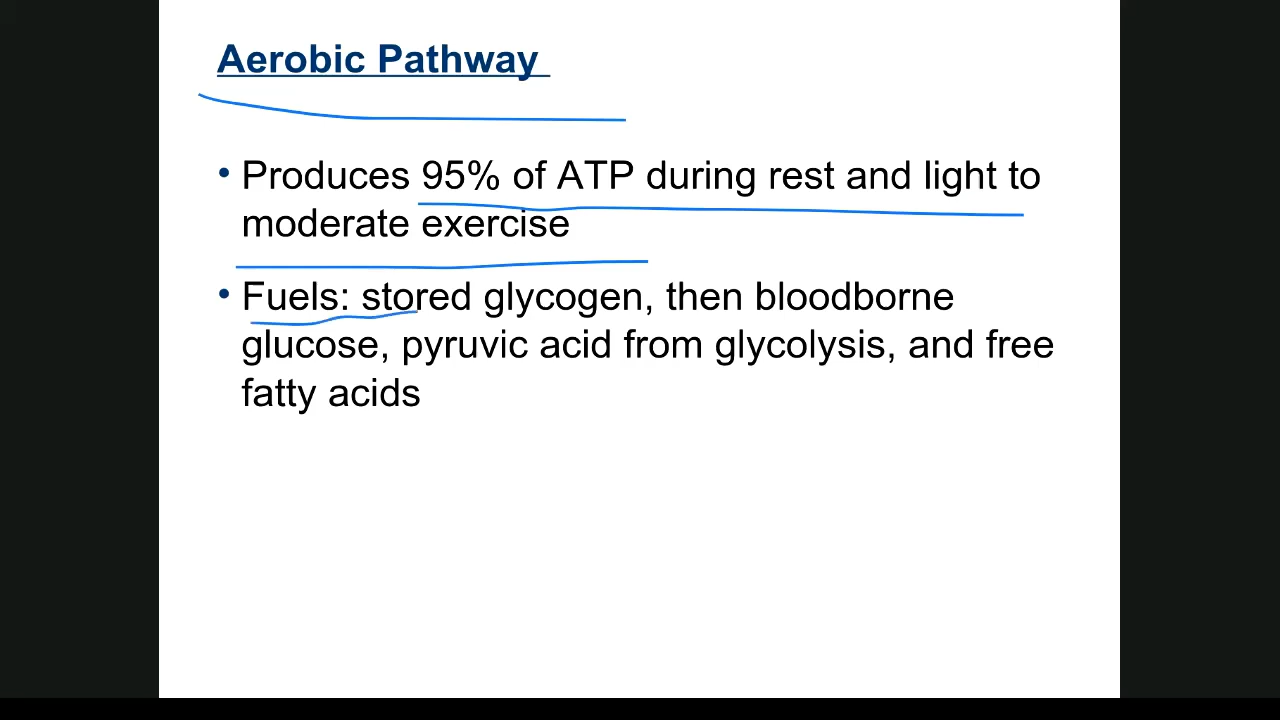 Aerobic Pathway
• Produces 95% of ATP during rest and light to
moderate exercise
• Fuels: stored glycogen, then bloodborne
glucose, pyruvic acid from glycolysis, and free
fatty acids